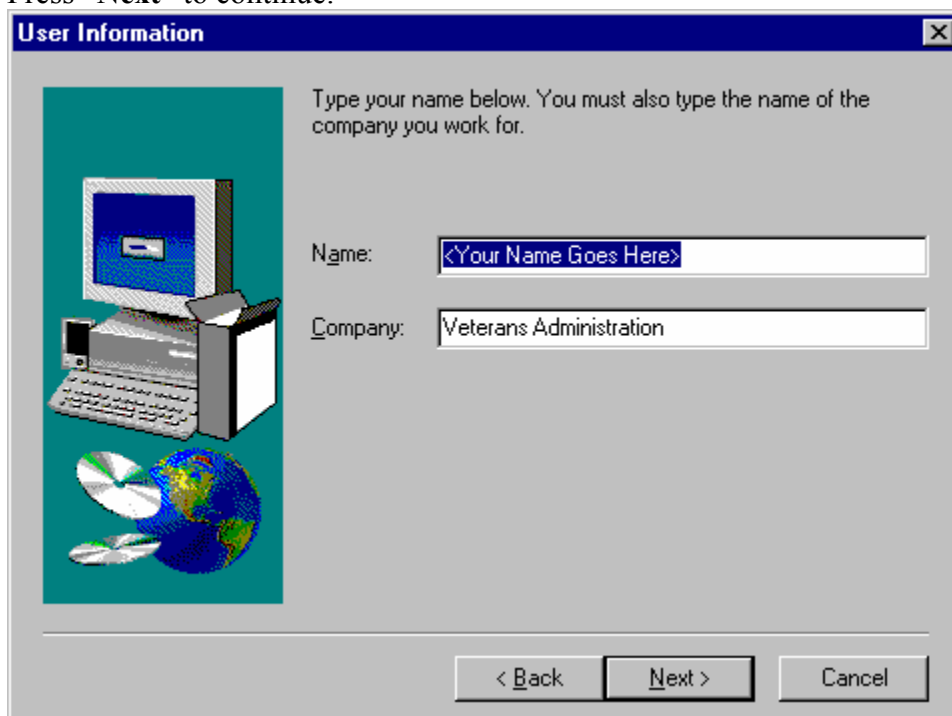 Press "Next" to continue.
User Information
Type your name below. You must also type the name of the
company you work for.
Name: <Your Name Goes Here>
Company: Veterans Administration
< Back Next > Cancel